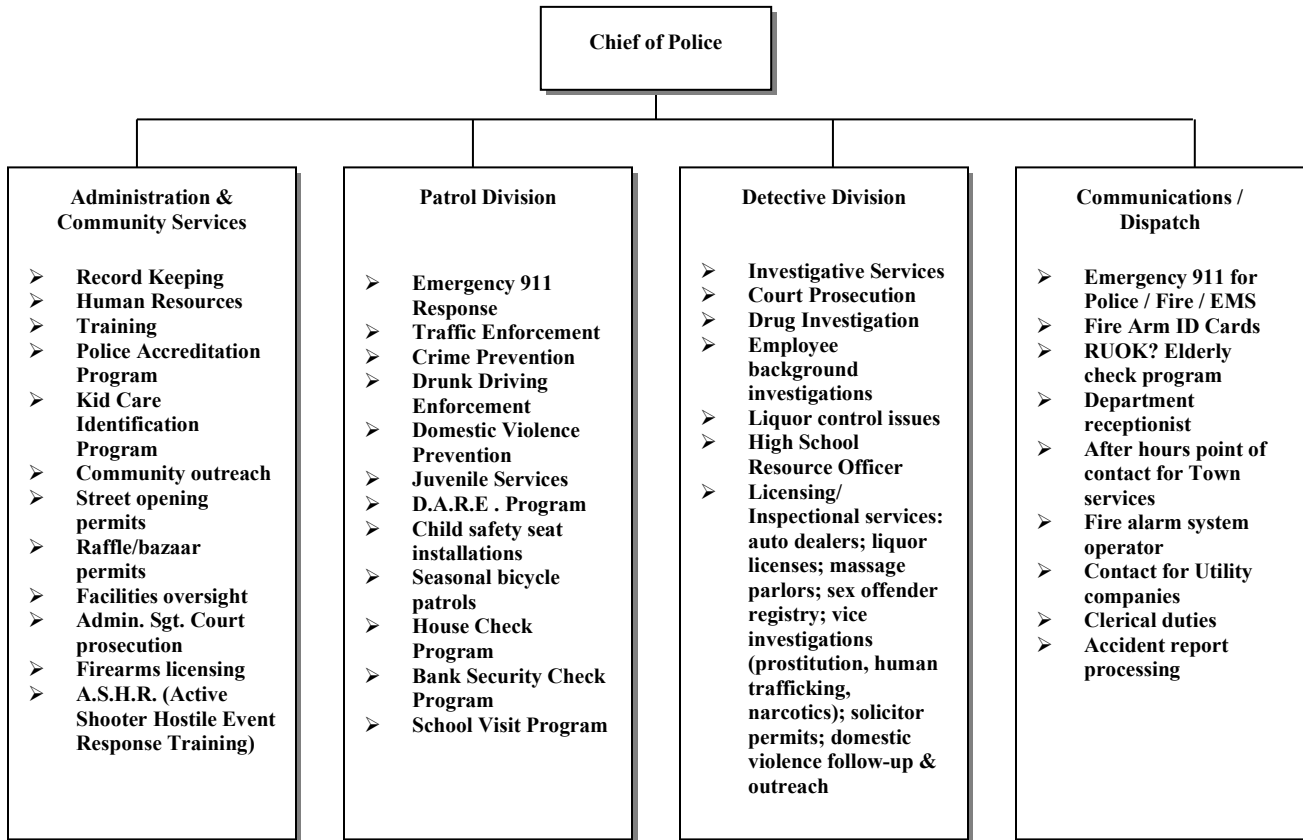 Chief of Police
Administration &
Community Services
➢ Record Keeping
➢ Human Resources
➢ Training
➢ Police Accreditation
Program
➢ Kid Care
Identification
Program
➢ Community outreach
➢ Street opening
permits
➢ Raffle/bazaar
permits
➢ Facilities oversight
➢ Admin. Sgt. Court
prosecution
➢ Firearms licensing
➢ A.S.H.R. (Active
Shooter Hostile Event
Response Training)
Patrol Division
➢ Emergency 911
Response
➢ Traffic Enforcement
➢ Crime Prevention
➢ Drunk Driving
Enforcement
➢ Domestic Violence
Prevention
➢ Juvenile Services
➢ D.A.R.E . Program
➢ Child safety seat
installations
➢ Seasonal bicycle
patrols
➢ House Check
Program
➢ Bank Security Check
Program
➢ School Visit Program
Detective Division
➢ Investigative Services
➢ Court Prosecution
➢ Drug Investigation
➢ Employee
background
investigations
➢ Liquor control issues
➢ High School
Resource Officer
➢ Licensing/
Inspectional services:
auto dealers; liquor
licenses; massage
parlors; sex offender
registry; vice
investigations
(prostitution, human
trafficking,
narcotics); solicitor
permits; domestic
violence follow-up &
outreach
Communications /
Dispatch
➢ Emergency 911 for
Police / Fire / EMS
➢ Fire Arm ID Cards
➢ RUOK? Elderly
check program
➢ Department
receptionist
➢ After hours point of
contact for Town
services
➢ Fire alarm system
operator
➢ Contact for Utility
companies
➢ Clerical duties
➢ Accident report
processing